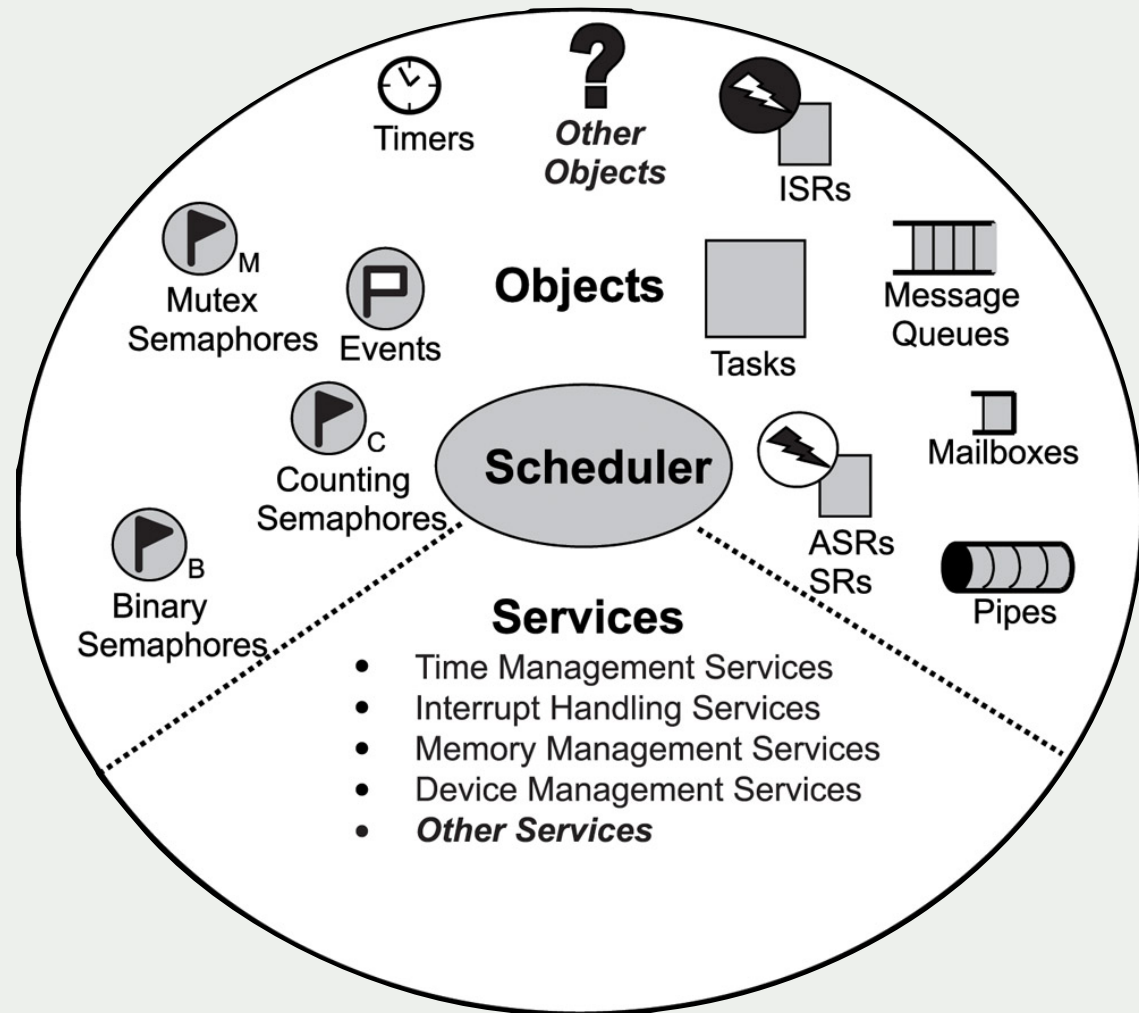 Timers
Other
Objects
ISRs
M
Mutex
Semaphores
Events
Objects
Tasks
Message
Queues
C
Counting
Semaphores
Scheduler
Mailboxes
B
Binary
Semaphores
ASRs
SRs
Pipes
Services
• Time Management Services
• Interrupt Handling Services
• Memory Management Services
• Device Management Services
• Other Services